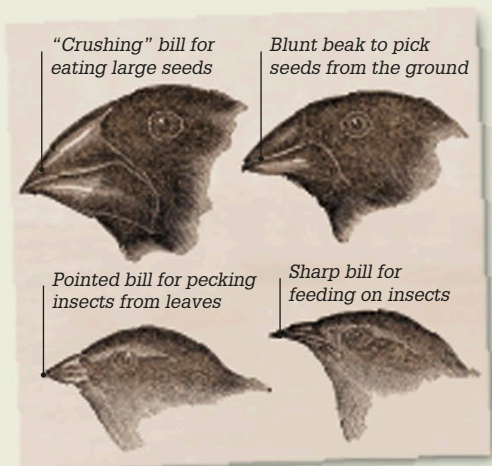 “Crushing” bill for
eating large seeds
Blunt beak to pick
seeds from the ground
Pointed bill for pecking
insects from leaves
Sharp bill for
feeding on insects